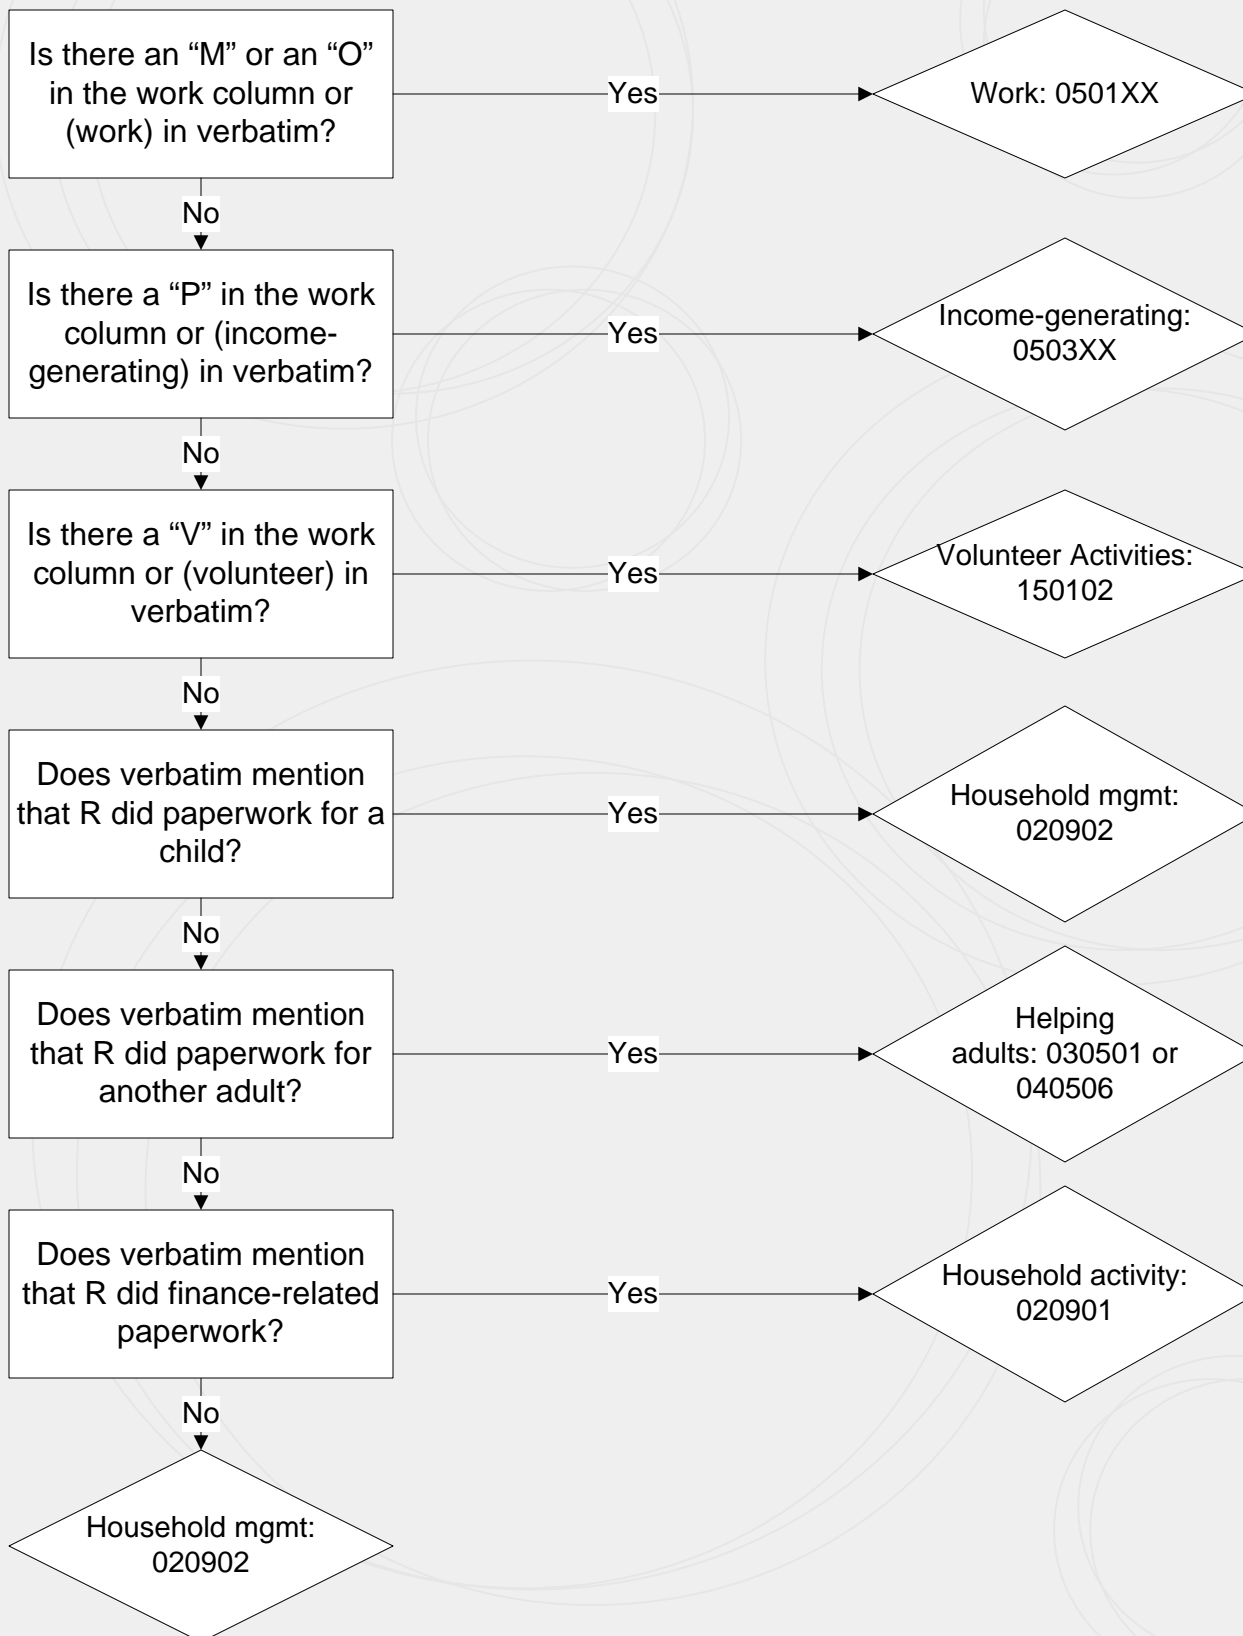 Is there an “M” or an “O”
in the work column or
(work) in verbatim?
Yes
Work: 0501XX
No
Is there a “P” in the work
column or (income-
generating) in verbatim?
Yes
Income-generating:
0503XX
No
Is there a “V” in the work
column or (volunteer) in
verbatim?
Yes
Volunteer Activities:
150102
No
Does verbatim mention
that R did paperwork for a
child?
Yes
Household mgmt:
020902
No
Does verbatim mention
that R did paperwork for
another adult?
Yes
Helping
adults: 030501 or
040506
No
Does verbatim mention
that R did finance-related
paperwork?
Yes
Household activity:
020901
No
Household mgmt:
020902